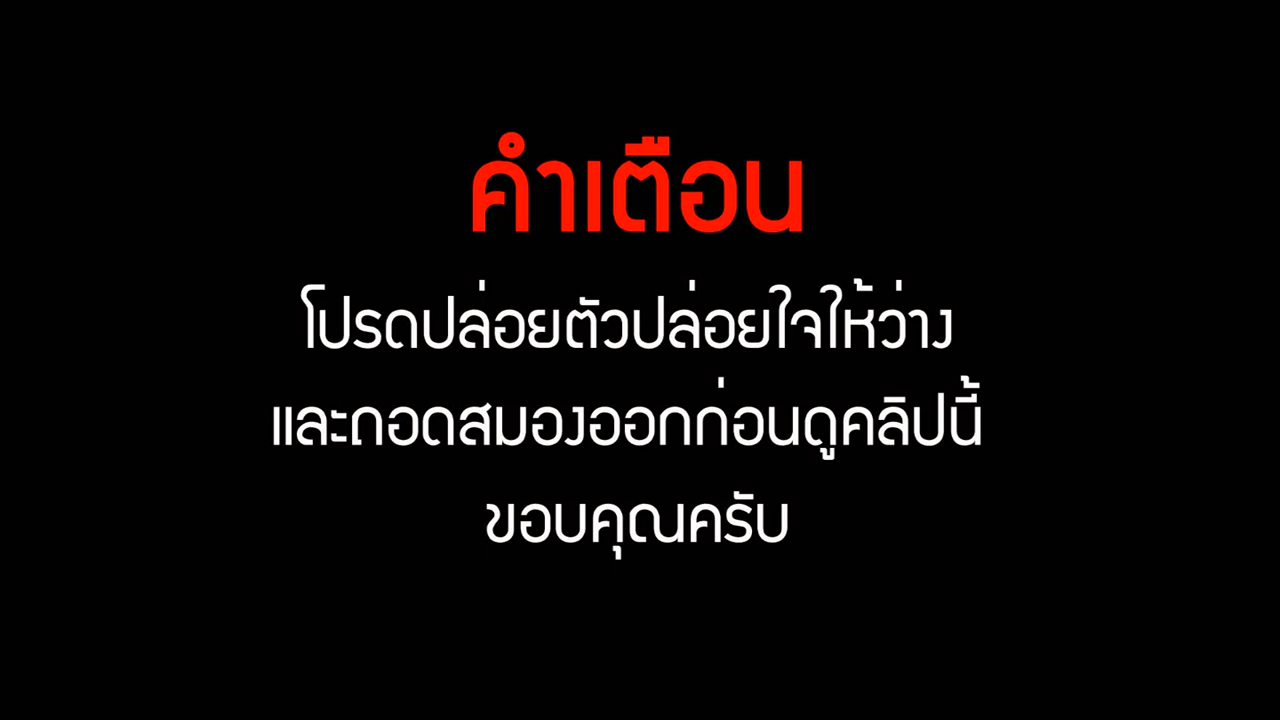 คำเตือน
โปรดปล่อยตัวปล่อยใจให้ว่าง
และถอดสมองออกก่อนดูคลิปนี้
ขอบคุณครับ